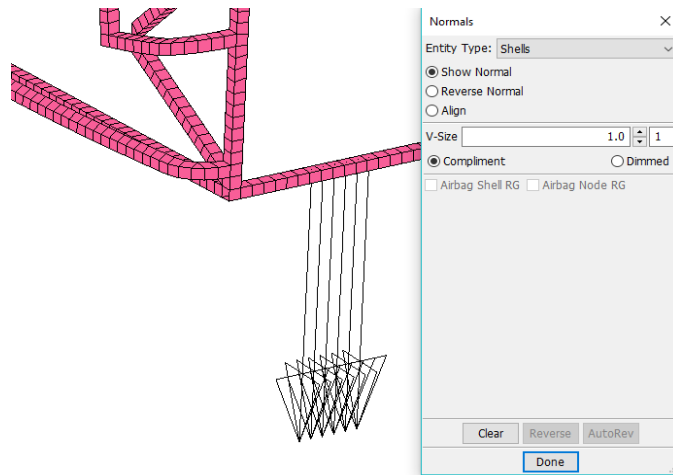 Normals
Entity Type: Shells
Show Normal
Reverse Normal
Align
V-Size 1.0 1
Compliment Dimmed
Airbag Shell RG Airbag Node RG
Clear Reverse AutoRev
Done